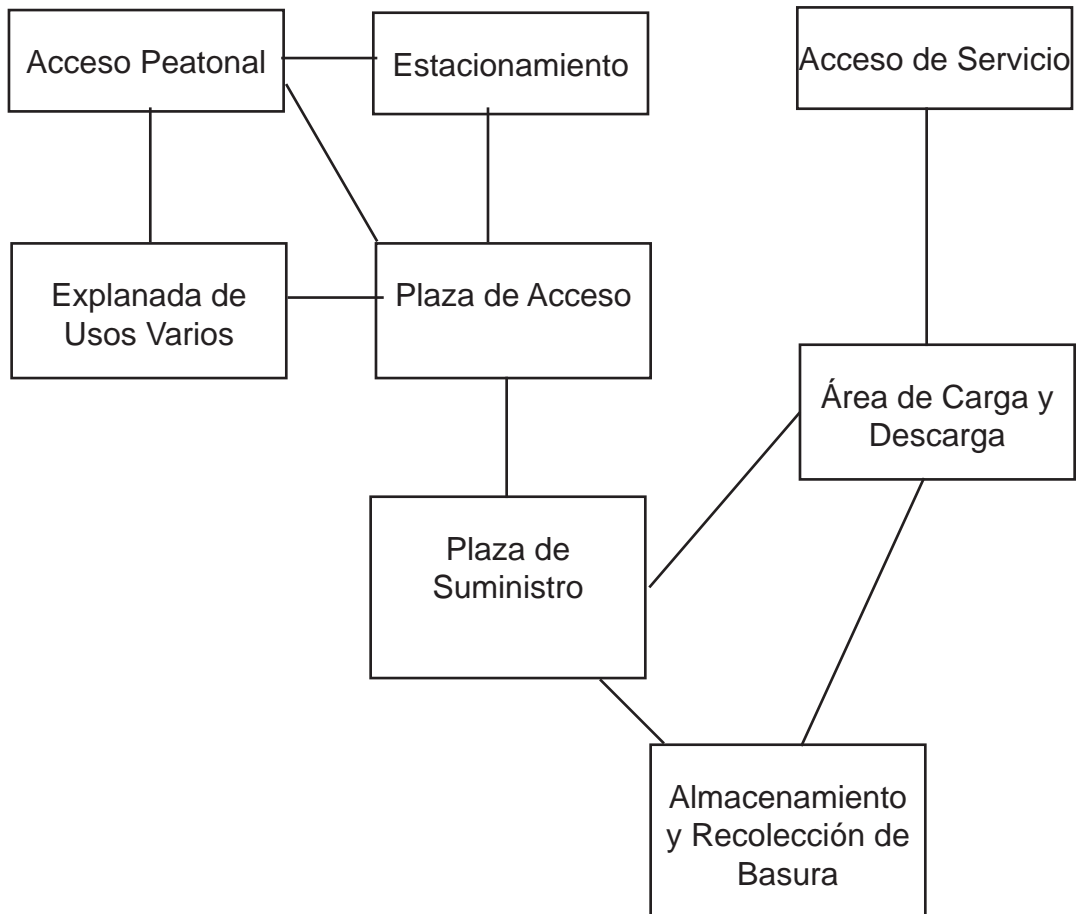 Acceso Peatonal
Estacionamiento
Acceso de Servicio
Explanada de
Usos Varios
Plaza de Acceso
Área de Carga y
Descarga
Plaza de
Suministro
Almacenamiento
y Recolección de
Basura